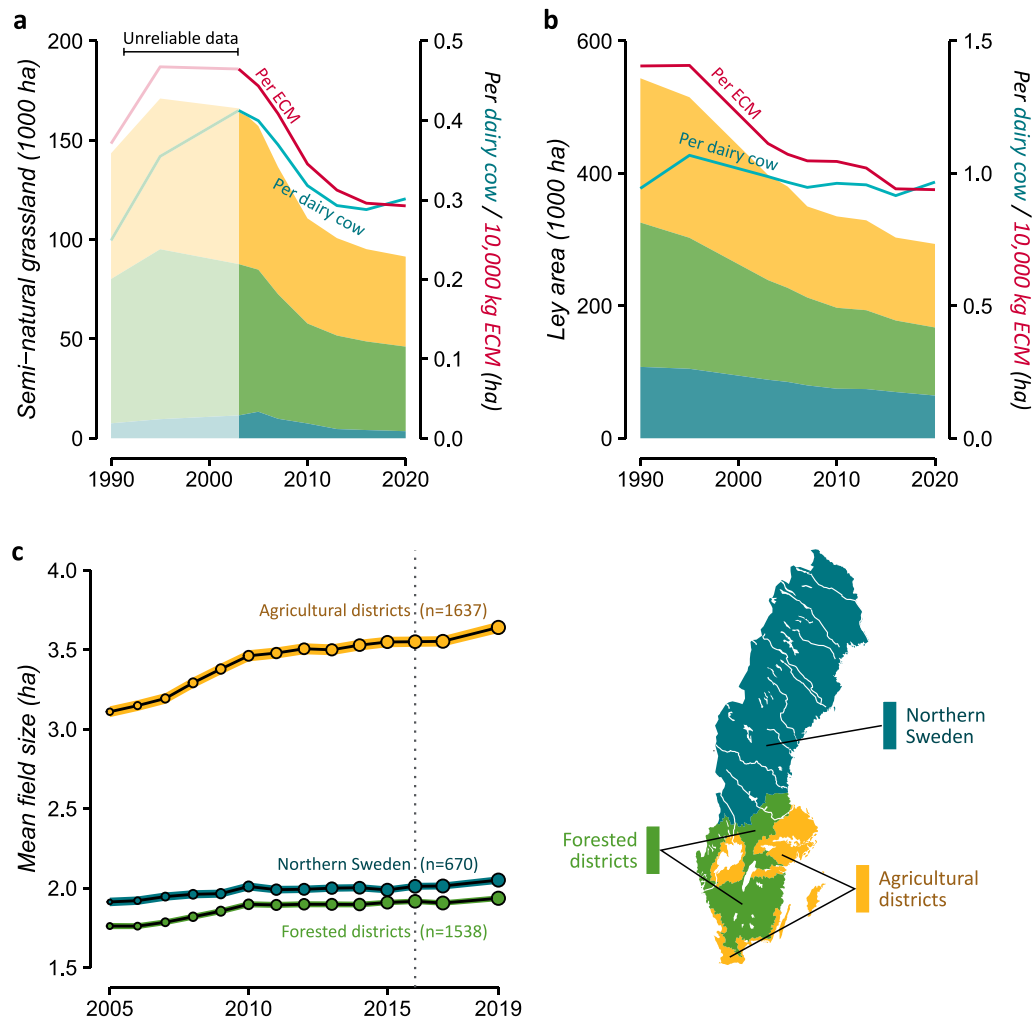 a
Unreliable data
200
150
100
50
0
Semi−natural grassland (1000 ha)
Per ECM
Per dairy cow
0.5
0.4
0.3
0.2
0.1
0.0
Per dairy cow / 10,000 kg ECM (ha)
1990
2000
2010
2020
b
600
400
200
0
Ley area (1000 ha)
Per ECM
Per dairy cow
1.5
1.0
0.5
0.0
Per dairy cow / 10,000 kg ECM (ha)
1990
2000
2010
2020
c
4.0
3.5
3.0
2.5
2.0
1.5
Mean field size (ha)
Agricultural districts (n=1637)
Northern Sweden (n=670)
Forested districts (n=1538)
2005
2010
2015
2019
Northern
Sweden
Forested
districts
Agricultural
districts